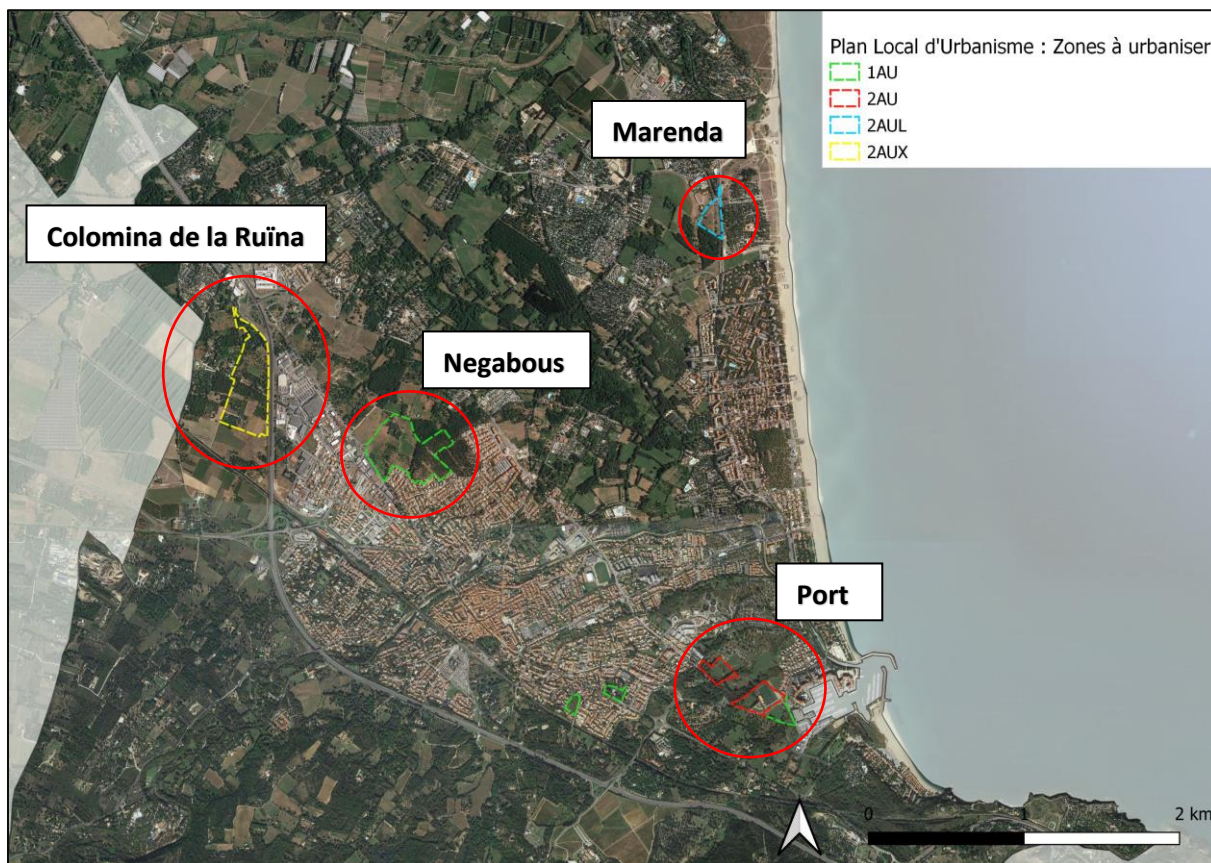 Plan Local d'Urbanisme : Zones à urbaniser
1AU
2AU
2AUL
2AUX
Marenda
Colomina de la Ruïna
Negabous
Port
0 1 2 km